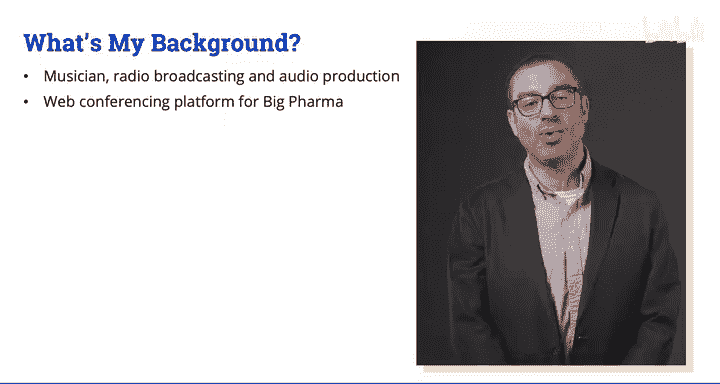 What's My Background?
• Musician, radio broadcasting and audio production
• Web conferencing platform for Big Pharma